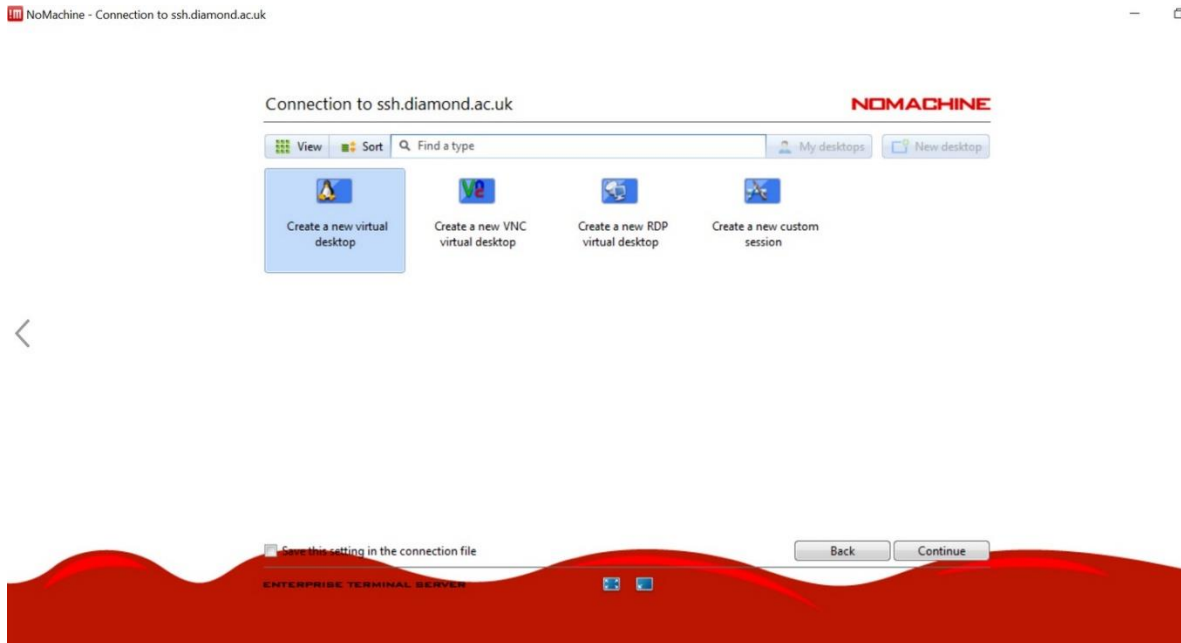 NoMachine - Connection to ssh.diamond.ac.uk
Connection to ssh.diamond.ac.uk
NOMACHINE
View
Sort
Find a type
My desktops
New desktop
Create a new virtual
desktop
Create a new VNC
virtual desktop
Create a new RDP
virtual desktop
Create a new custom
session
Save this setting in the connection file
Back
Continue
ENTERPRISE TERMINAL SERVER